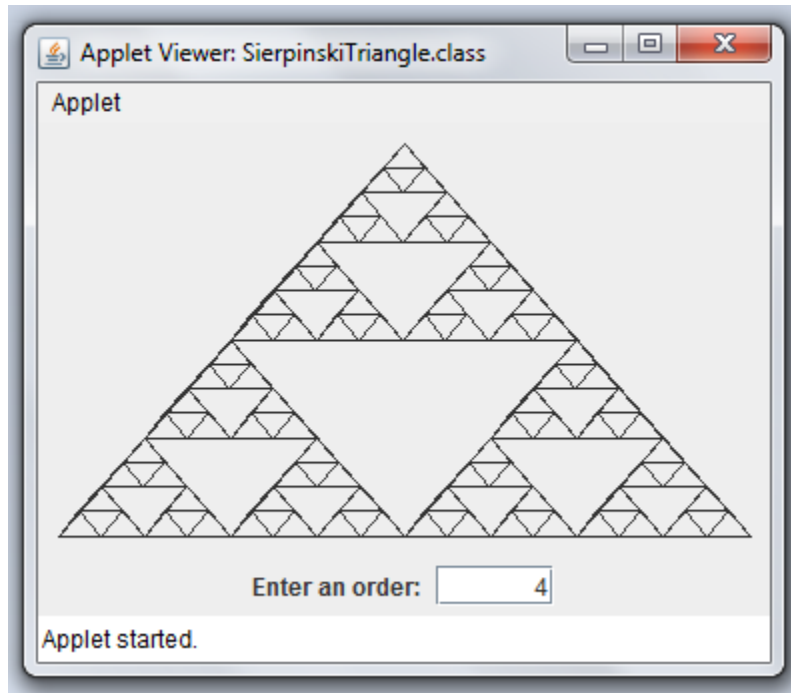 Applet Viewer: SierpinskiTriangle.class
Applet
Enter an order: 4
Applet started.